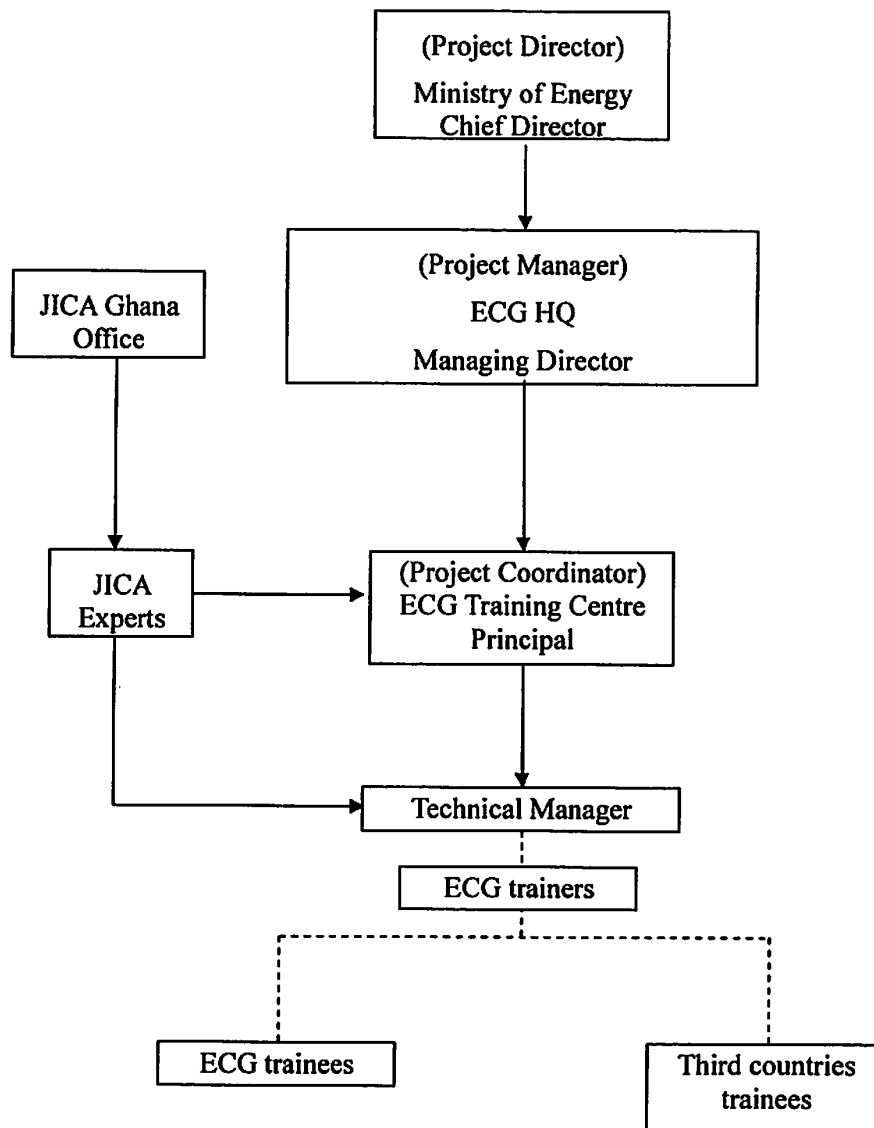 (Project Director)
Ministry of Energy
Chief Director
(Project Manager)
ECG HQ
Managing Director
JICA Ghana
Office
JICA
Experts
(Project Coordinator)
ECG Training Centre
Principal
Technical Manager
ECG trainers
ECG trainees
Third countries
trainees